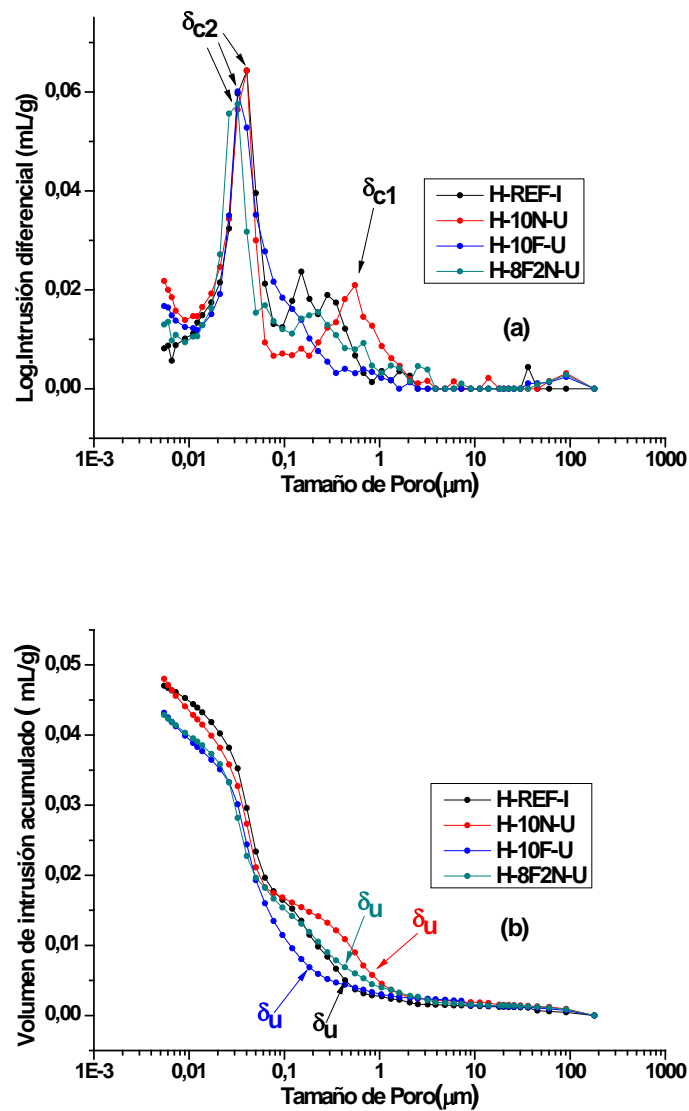 δc2
0,06
0,04
0,02
0,00
Log.Intrusión diferencial (mL/g)
δc1
H-REF-I
H-10N-U
H-10F-U
H-8F2N-U
(a)
1E-3 0,01 0,1 1 10 100 1000
Tamaño de Poro(μm)
0,05
0,04
0,03
0,02
0,01
0,00
Volumen de intrusión acumulado ( mL/g)
H-REF-I
H-10N-U
H-10F-U
H-8F2N-U
(b)
δu
δu
δu
δu
1E-3 0,01 0,1 1 10 100 1000
Tamaño de Poro(μm)